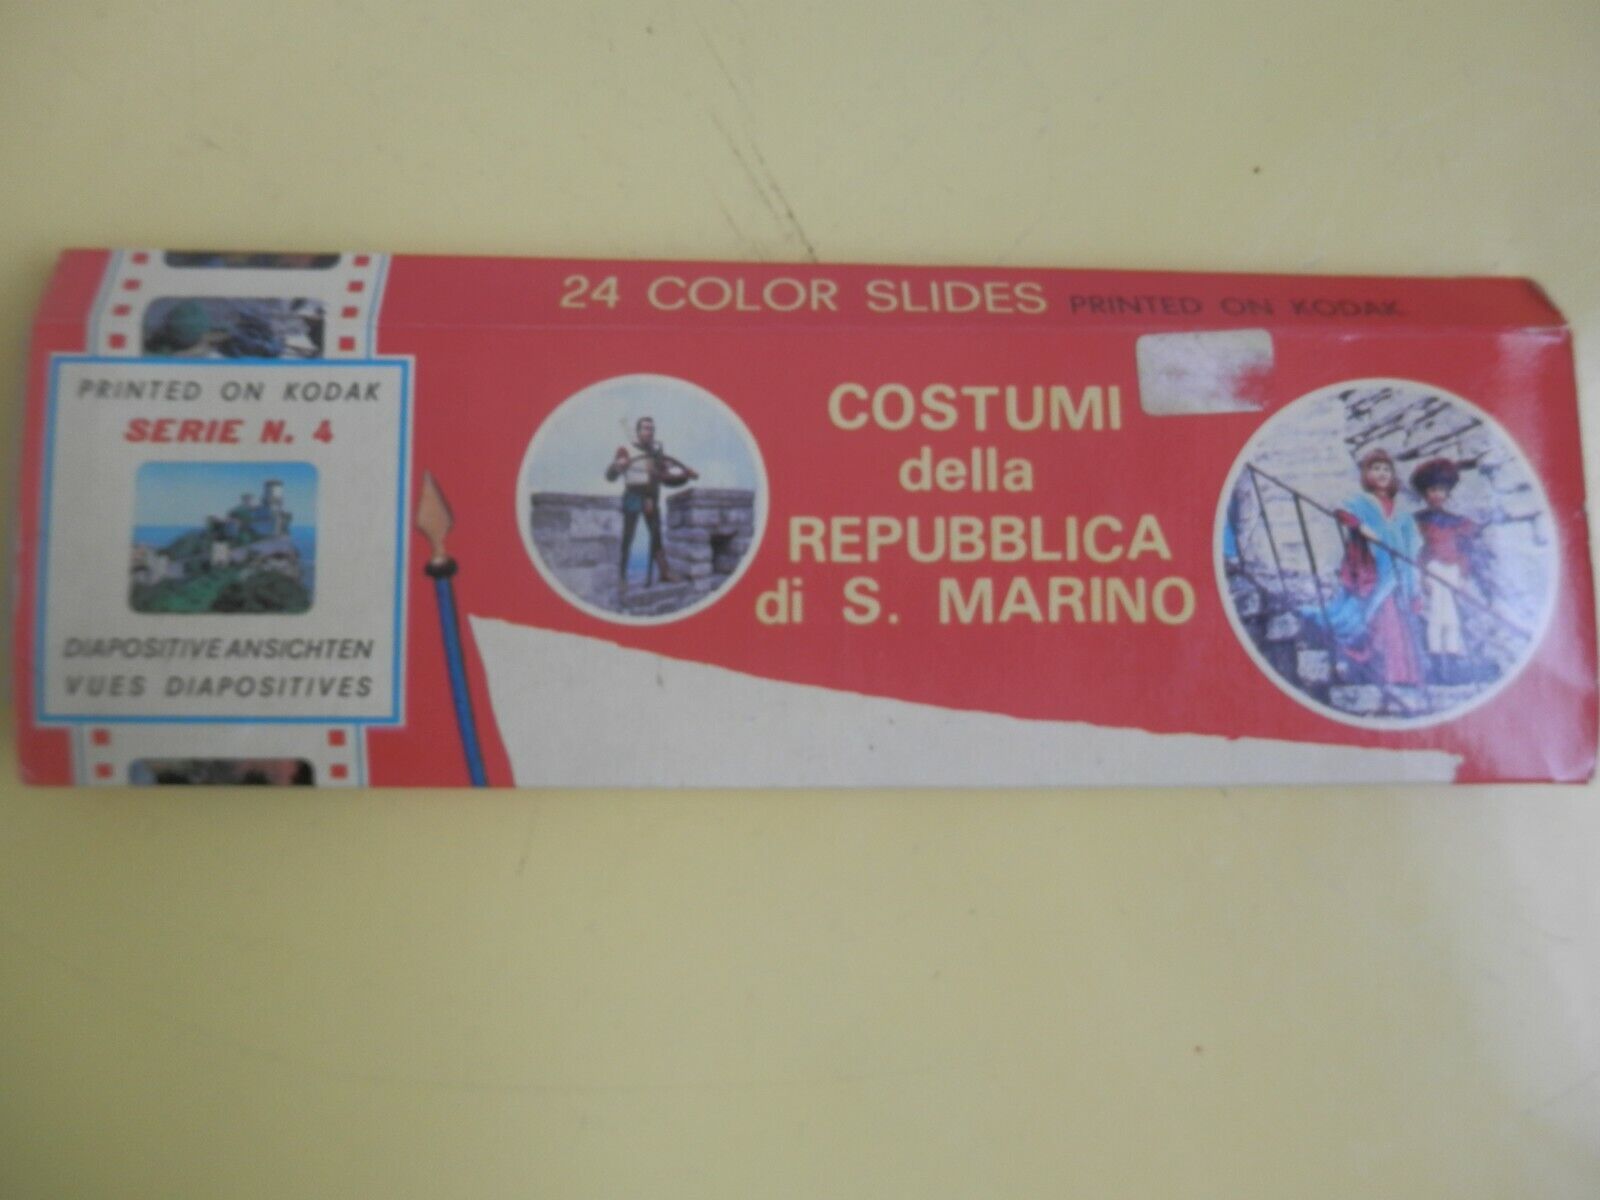 24 COLOR SLIDES PRINTED ON KODAK
PRINTED ON KODAK
SERIE N. 4
DIAPOSITIVE ANSICHTEN
VUES DIAPOSITIVES
COSTUMI
della
REPUBBLICA
di S. MARINO